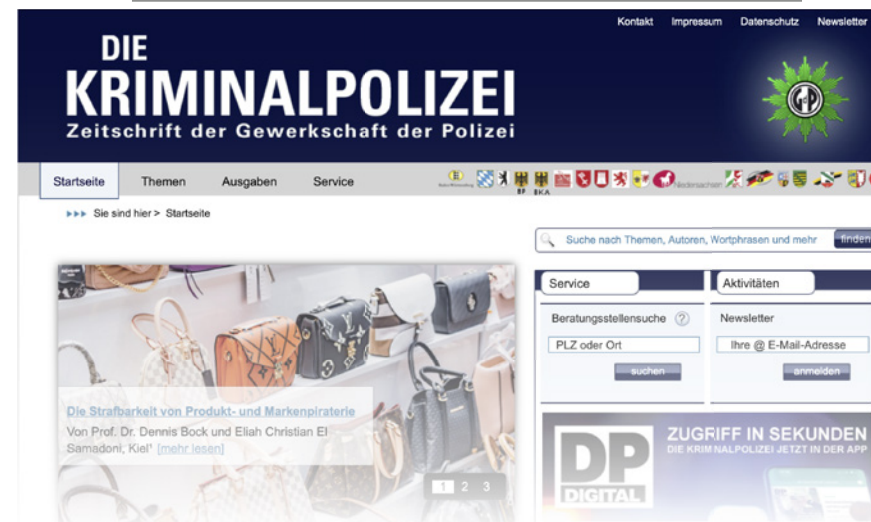 Kontakt Impressum Datenschutz Newsletter
DIE
KRIMINALPOLIZEI
Zeitschrift der Gewerkschaft der Polizei
GdP
Startseite Themen Ausgaben Service
BP BKA Niedersachsen
▸▸▸ Sie sind hier > Startseite
Suche nach Themen, Autoren, Wortphrasen und mehr finden
Service Aktivitäten
Beratungsstellensuche ? Newsletter
PLZ oder Ort Ihre @ E-Mail-Adresse
suchen anmelden
Die Strafbarkeit von Produkt- und Markenpiraterie
Von Prof. Dr. Dennis Bock und Eliah Christian El
Samadoni, Kiel¹ [mehr lesen]
1 2 3
DP
DIGITAL
ZUGRIFF IN SEKUNDEN
DIE KRIMINALPOLIZEI JETZT IN DER APP